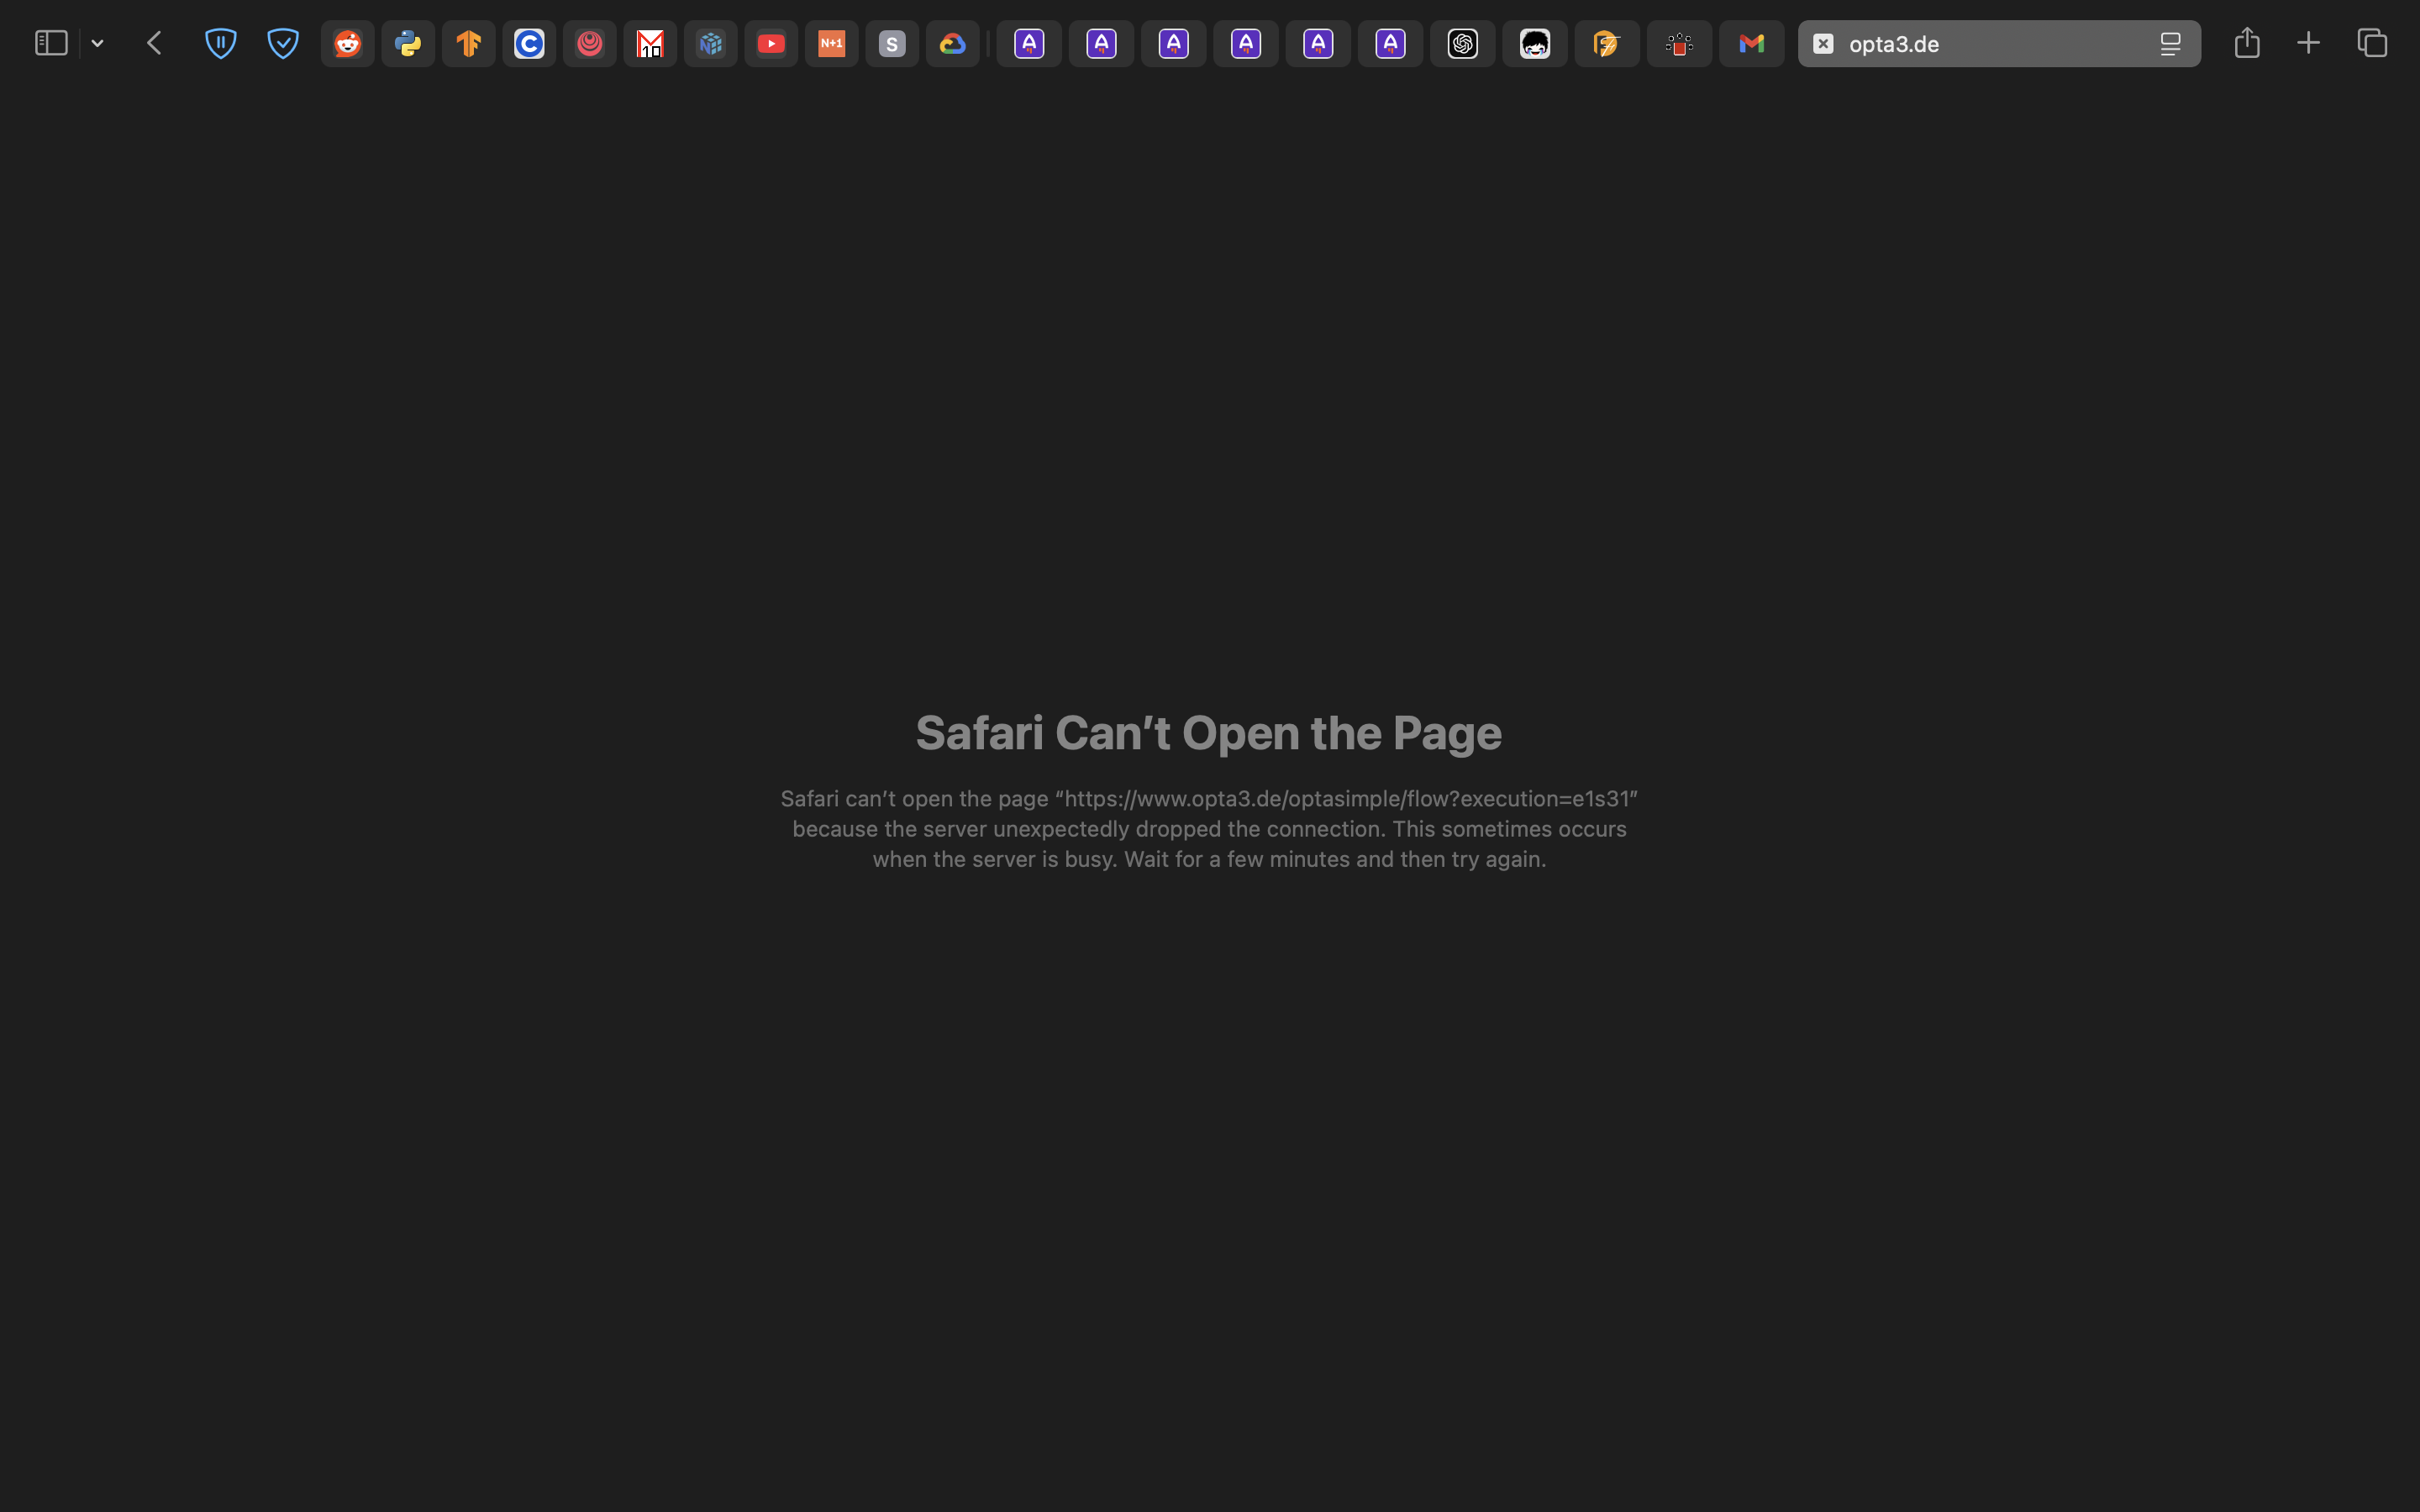 10
N+1
S
opta3.de
Safari Can’t Open the Page
Safari can’t open the page “https://www.opta3.de/optasimple/flow?execution=e1s31”
because the server unexpectedly dropped the connection. This sometimes occurs
when the server is busy. Wait for a few minutes and then try again.